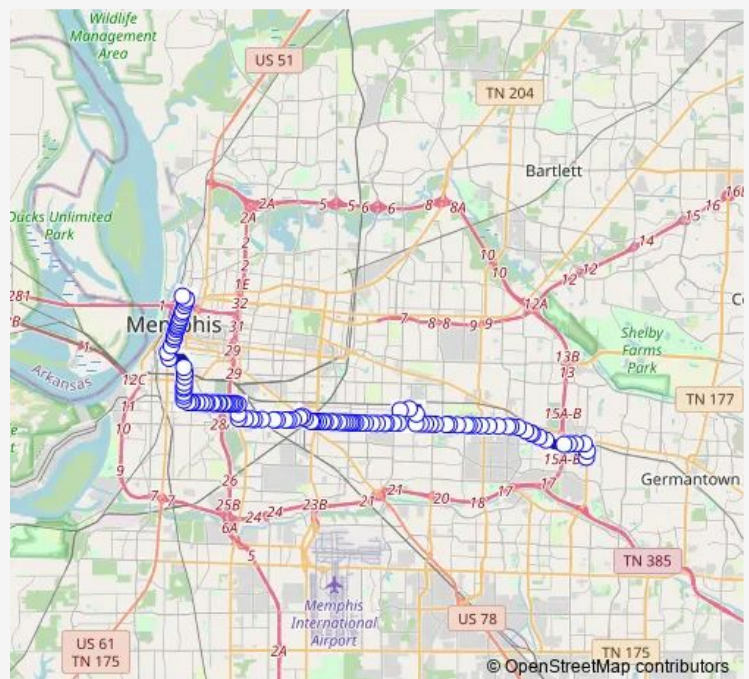 Wildlife
Management
Area
US 51
TN 204
Bartlett
16
15
14
2A
5
5
6
6
8
8A
2A
Ducks Unlimited
Park
2
2
10
10
12
12
1E
12A
281
1
32
7
8
8
9
9
Memphis
31
Shelby
Farms
Park
29
13B
13
29
Arkansas
12C
TN 177
11
15A-B
28
10
15A-B
Germantown
26
9
7
7
25B
24
24
23B
21
21
20
18
17
17
6A
5
TN 385
Memphis
International
Airport
US 78
US 61
TN 175
2A
TN 175
© OpenStreetMap contributors